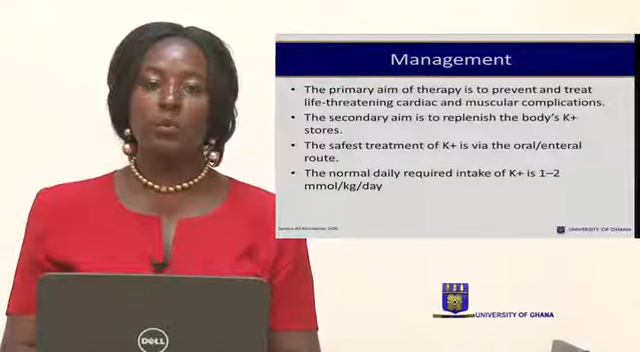 Management
• The primary aim of therapy is to prevent and treat
life-threatening cardiac and muscular complications.
• The secondary aim is to replenish the body's K+
stores.
• The safest treatment of K+ is via the oral/enteral
route.
• The normal daily required intake of K+ is 1–2
mmol/kg/day
UNIVERSITY OF GHANA
DELL
UNIVERSITY OF GHANA